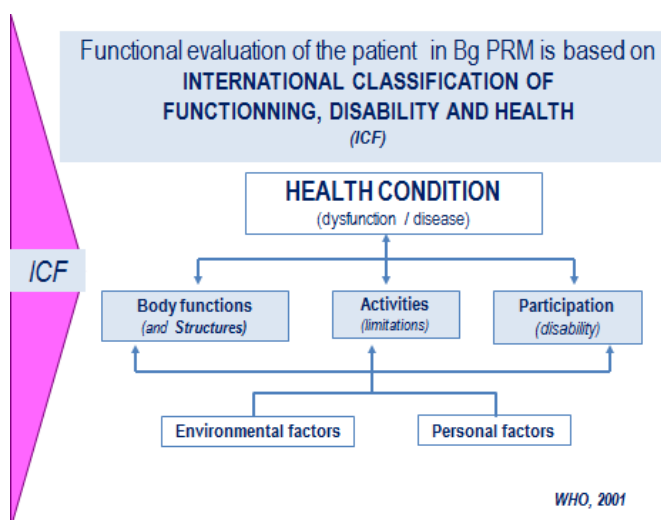 Functional evaluation of the patient in Bg PRM is based on
INTERNATIONAL CLASSIFICATION OF
FUNCTIONNING, DISABILITY AND HEALTH
(ICF)
HEALTH CONDITION
(dysfunction / disease)
ICF
Body functions
(and Structures)
Activities
(limitations)
Participation
(disability)
Environmental factors
Personal factors
WHO, 2001